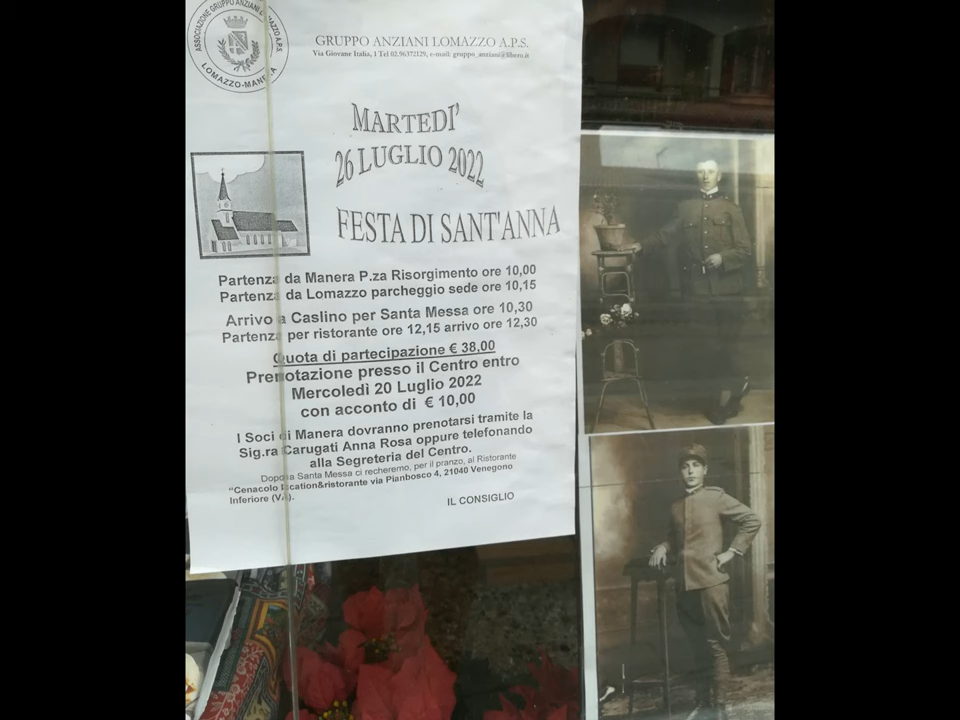 ASSOCIAZIONE GRUPPO ANZIANI LOMAZZO A.P.S.
LOMAZZO-MANERA
GRUPPO ANZIANI LOMAZZO A.P.S.
Via Giovane Italia, 1 Tel 02.96372129, e-mail: gruppo_anziani@libero.it
MARTEDI'
26 LUGLIO 2022
FESTA DI SANT'ANNA
Partenza da Manera P.za Risorgimento ore 10,00
Partenza da Lomazzo parcheggio sede ore 10,15
Arrivo a Caslino per Santa Messa ore 10,30
Partenza per ristorante ore 12,15 arrivo ore 12,30
Quota di partecipazione € 38,00
Prenotazione presso il Centro entro
Mercoledì 20 Luglio 2022
con acconto di € 10,00
I Soci di Manera dovranno prenotarsi tramite la
Sig.ra Carugati Anna Rosa oppure telefonando
alla Segreteria del Centro.
Dopo la Santa Messa ci recheremo, per il pranzo, al Ristorante
“Cenacolo location&ristorante via Pianbosco 4, 21040 Venegono
Inferiore (VA).
IL CONSIGLIO